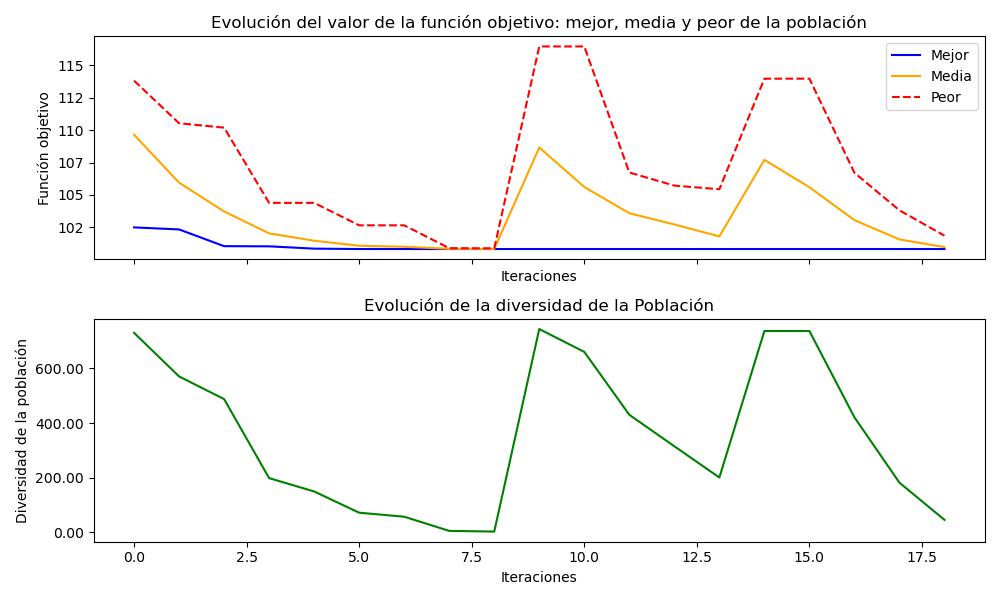 Evolución del valor de la función objetivo: mejor, media y peor de la población
115
112
110
107
105
102
Función objetivo
Mejor
Media
Peor
Iteraciones
Evolución de la diversidad de la Población
600.00
400.00
200.00
0.00
Diversidad de la población
0.0 2.5 5.0 7.5 10.0 12.5 15.0 17.5
Iteraciones